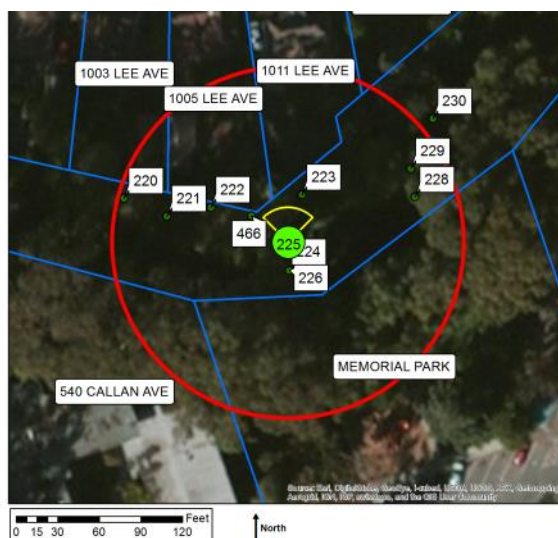 1011 LEE AVE
1003 LEE AVE
1005 LEE AVE
230
229
228
220
221
222
223
466
224
225
226
MEMORIAL PARK
540 CALLAN AVE
Feet
0 15 30 60 90 120
North